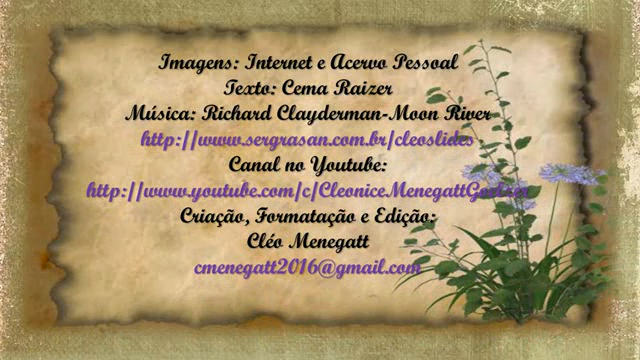 Imagens: Internet e Acervo Pessoal
Texto: Cema Raizer
Música: Richard Clayderman-Moon River
http://www.sergrasan.com.br/cleoslides
Canal no Youtube:
Criação, Formatação e Edição:
Cléo Menegatt
cmenegatt2016@gmail.com